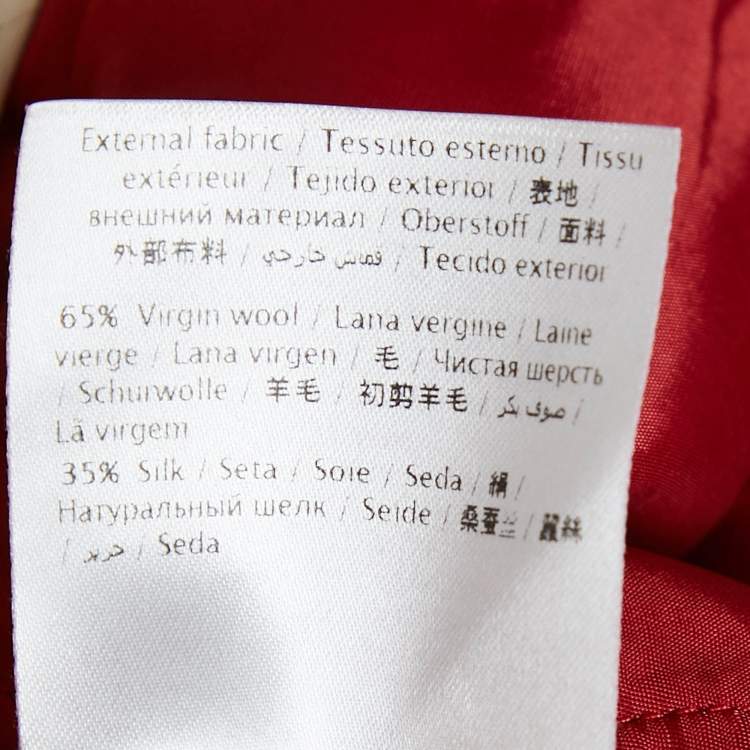 External fabric / Tessuto esterno / Tissu
extérieur / Tejido exterior / 表地 /
внешний материал / Oberstoff / 面料 /
外部布料 / قماس خارجي / Tecido exterior
65% Virgin wool / Lana vergine / Laine
vierge / Lana virgen / 毛 / Чистая шерсть
/ Schurwolle / 羊毛 / 初剪羊毛 / صوف بكر /
Lã virgem
35% Silk / Seta / Soie / Seda / 絹 /
Натуральный шелк / Seide / 桑蚕丝 / 蠶絲
/ حرير / Seda